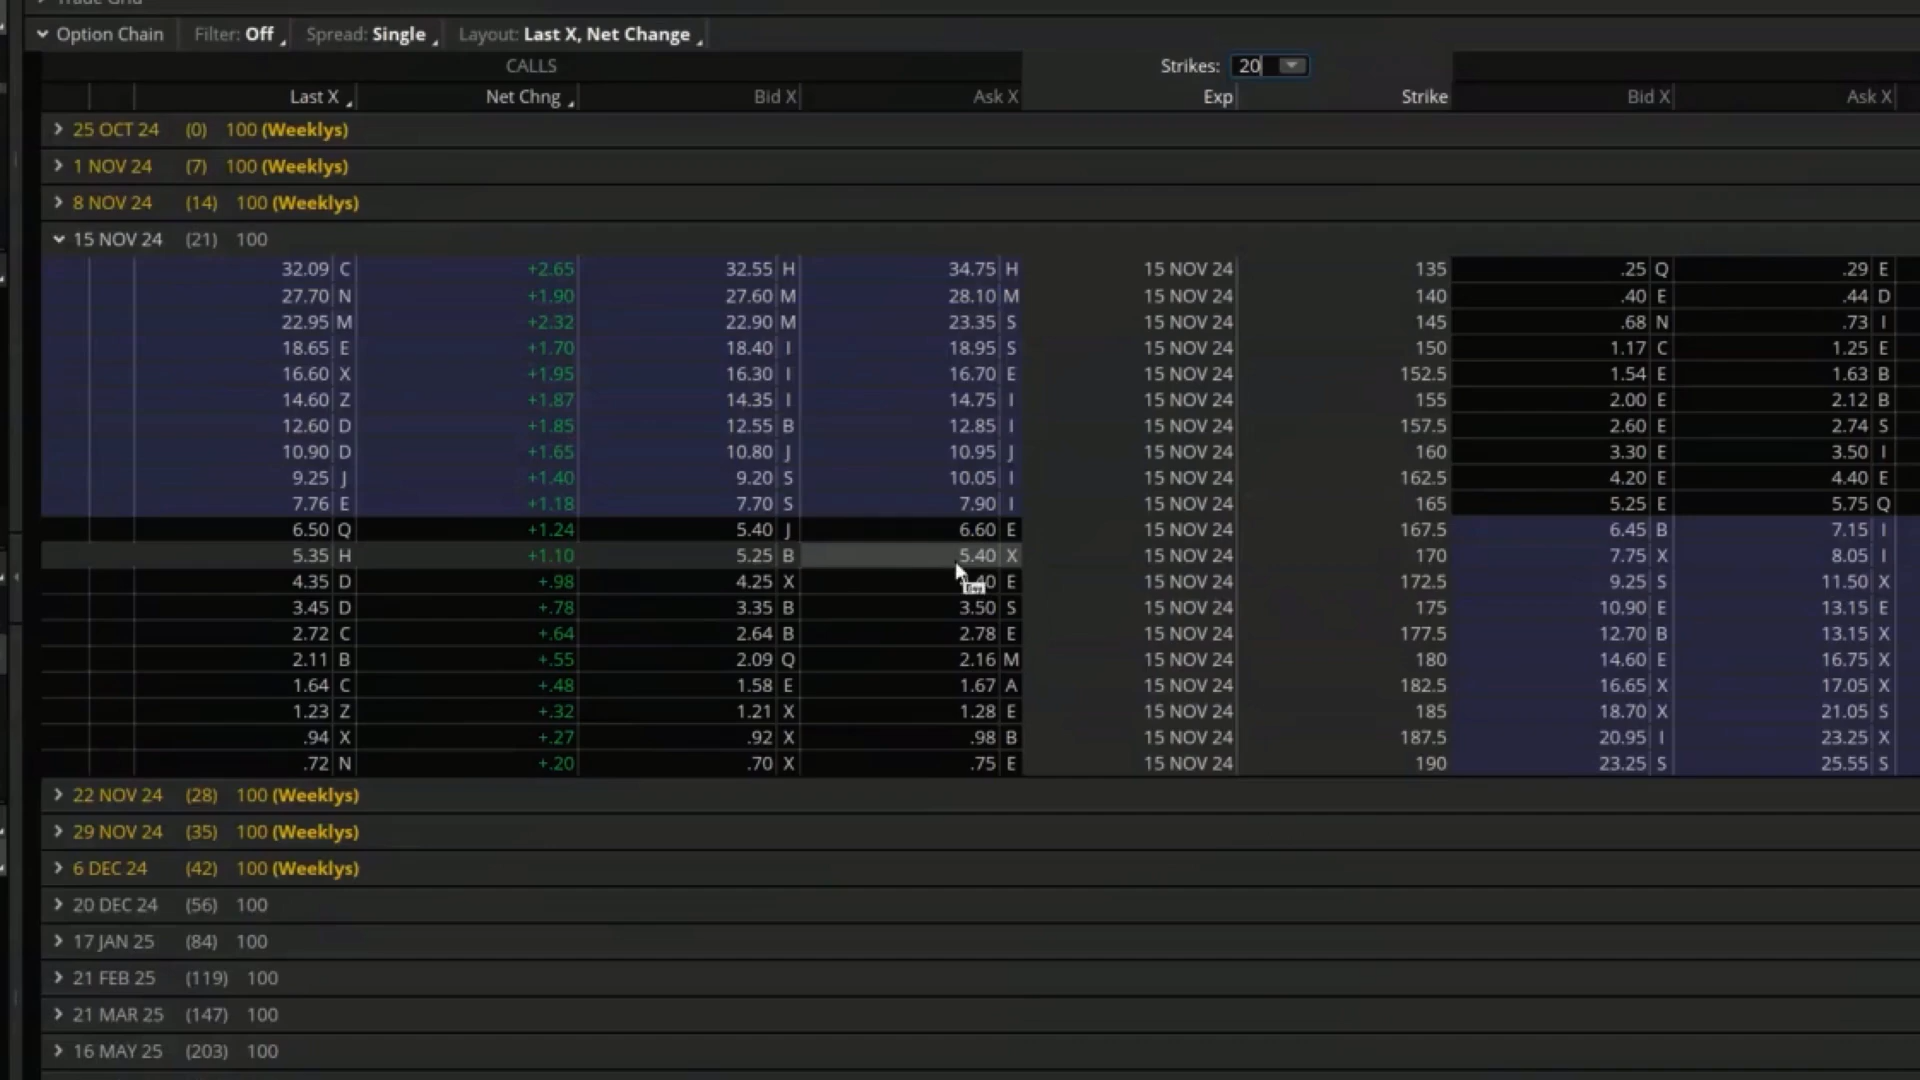 Trade Grid
Option Chain Filter: Off Spread: Single Layout: Last X, Net Change
CALLS Strikes: 20
Last X Net Chng Bid X Ask X Exp Strike Bid X Ask X
25 OCT 24 (0) 100 (Weeklys)
1 NOV 24 (7) 100 (Weeklys)
8 NOV 24 (14) 100 (Weeklys)
15 NOV 24 (21) 100
32.09 C +2.65 32.55 H 34.75 H 15 NOV 24 135 .25 Q .29 E
27.70 N +1.90 27.60 M 28.10 M 15 NOV 24 140 .40 E .44 D
22.95 M +2.32 22.90 M 23.35 S 15 NOV 24 145 .68 N .73 I
18.65 E +1.70 18.40 I 18.95 S 15 NOV 24 150 1.17 C 1.25 E
16.60 X +1.95 16.30 I 16.70 E 15 NOV 24 152.5 1.54 E 1.63 B
14.60 Z +1.87 14.35 I 14.75 I 15 NOV 24 155 2.00 E 2.12 B
12.60 D +1.85 12.55 B 12.85 I 15 NOV 24 157.5 2.60 E 2.74 S
10.90 D +1.65 10.80 J 10.95 J 15 NOV 24 160 3.30 E 3.50 I
9.25 J +1.40 9.20 S 10.05 I 15 NOV 24 162.5 4.20 E 4.40 E
7.76 E +1.18 7.70 S 7.90 I 15 NOV 24 165 5.25 E 5.75 Q
6.50 Q +1.24 5.40 J 6.60 E 15 NOV 24 167.5 6.45 B 7.15 I
5.35 H +1.10 5.25 B 5.40 X 15 NOV 24 170 7.75 X 8.05 I
4.35 D +.98 4.25 X .40 E 15 NOV 24 172.5 9.25 S 11.50 X
3.45 D +.78 3.35 B 3.50 S 15 NOV 24 175 10.90 E 13.15 E
2.72 C +.64 2.64 B 2.78 E 15 NOV 24 177.5 12.70 B 13.15 X
2.11 B +.55 2.09 Q 2.16 M 15 NOV 24 180 14.60 E 16.75 X
1.64 C +.48 1.58 E 1.67 A 15 NOV 24 182.5 16.65 X 17.05 X
1.23 Z +.32 1.21 X 1.28 E 15 NOV 24 185 18.70 X 21.05 S
.94 X +.27 .92 X .98 B 15 NOV 24 187.5 20.95 I 23.25 X
.72 N +.20 .70 X .75 E 15 NOV 24 190 23.25 S 25.55 S
22 NOV 24 (28) 100 (Weeklys)
29 NOV 24 (35) 100 (Weeklys)
6 DEC 24 (42) 100 (Weeklys)
20 DEC 24 (56) 100
17 JAN 25 (84) 100
21 FEB 25 (119) 100
21 MAR 25 (147) 100
16 MAY 25 (203) 100